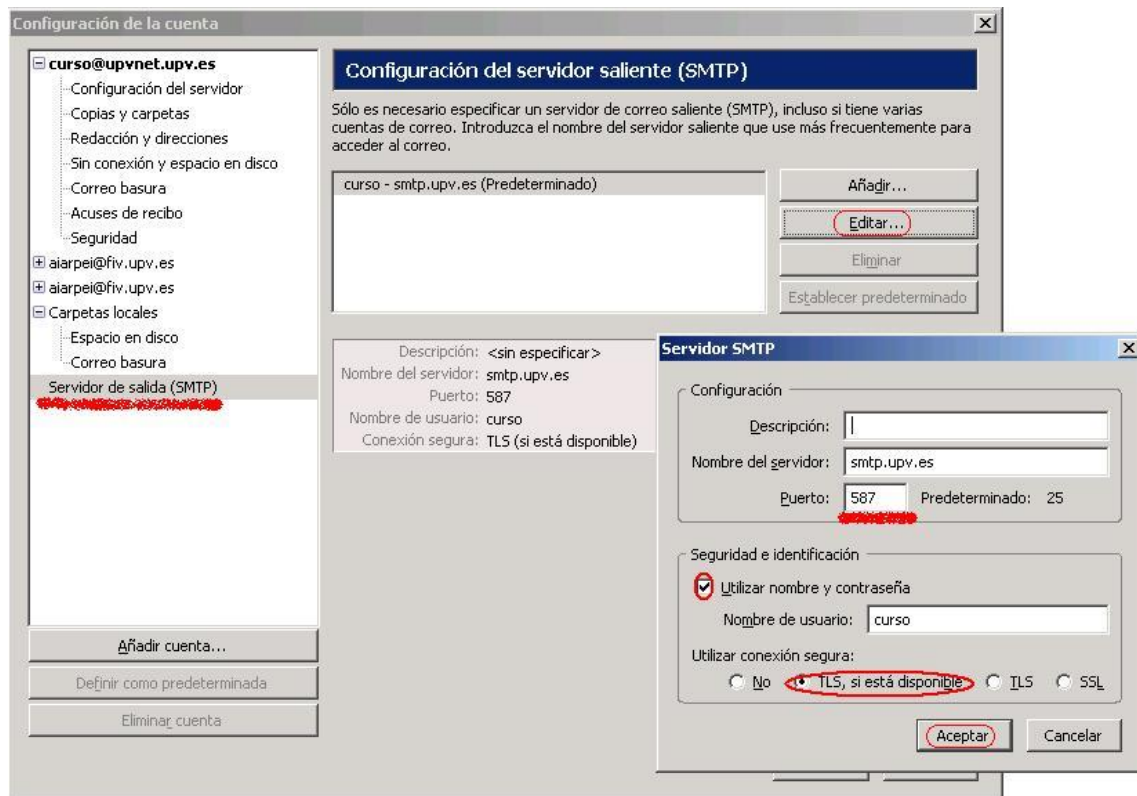 Configuración de la cuenta
curso@upvnet.upv.es
Configuración del servidor
Copias y carpetas
Redacción y direcciones
Sin conexión y espacio en disco
Correo basura
Acuses de recibo
Seguridad
aiarpei@fiv.upv.es
aiarpei@fiv.upv.es
Carpetas locales
Espacio en disco
Correo basura
Servidor de salida (SMTP)
Añadir cuenta...
Definir como predeterminada
Eliminar cuenta
Configuración del servidor saliente (SMTP)
Sólo es necesario especificar un servidor de correo saliente (SMTP), incluso si tiene varias
cuentas de correo. Introduzca el nombre del servidor saliente que use más frecuentemente para
acceder al correo.
curso - smtp.upv.es (Predeterminado)
Añadir...
Editar...
Eliminar
Establecer predeterminado
Descripción: <sin especificar>
Nombre del servidor: smtp.upv.es
Puerto: 587
Nombre de usuario: curso
Conexión segura: TLS (si está disponible)
Servidor SMTP
Configuración
Descripción:
Nombre del servidor: smtp.upv.es
Puerto: 587 Predeterminado: 25
Seguridad e identificación
Utilizar nombre y contraseña
Nombre de usuario: curso
Utilizar conexión segura:
No TLS, si está disponible TLS SSL
Aceptar Cancelar